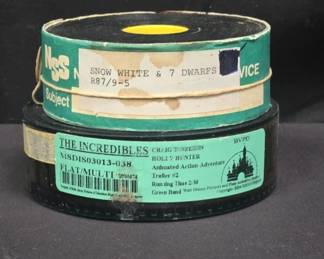 NSS
N
VICE
Subject
SNOW WHITE & 7 DWARFS
R87/9-5
THE INCREDIBLES
NISDIS03013-038
FLAT/MULTI
CRAIG
HOLLY HUNTER
Animated Action-Adventure
Trailer #2
Running Time 2:30
Green Band
BVPD